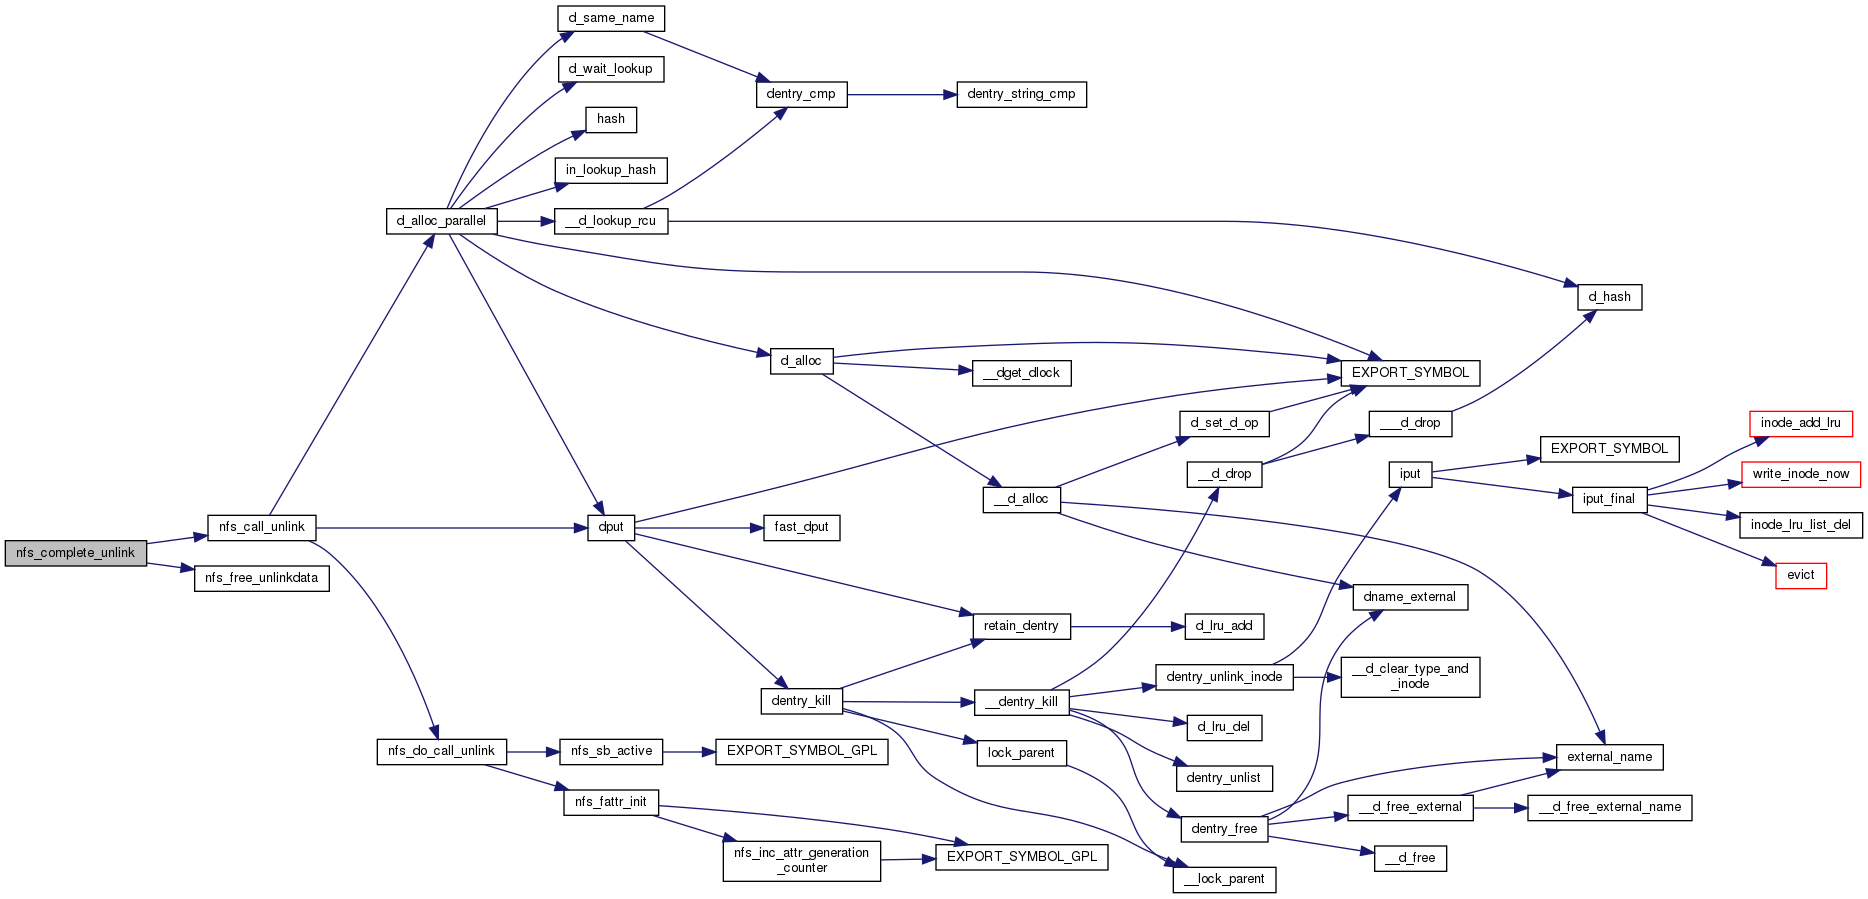 d_same_name
d_wait_lookup
dentry_cmp
dentry_string_cmp
hash
in_lookup_hash
d_alloc_parallel
__d_lookup_rcu
d_hash
d_alloc
__dget_dlock
EXPORT_SYMBOL
d_set_d_op
___d_drop
inode_add_lru
EXPORT_SYMBOL
__d_drop
iput
write_inode_now
__d_alloc
iput_final
nfs_call_unlink
dput
fast_dput
inode_lru_list_del
nfs_complete_unlink
nfs_free_unlinkdata
evict
dname_external
retain_dentry
d_lru_add
dentry_unlink_inode
__d_clear_type_and
_inode
dentry_kill
__dentry_kill
d_lru_del
nfs_do_call_unlink
nfs_sb_active
EXPORT_SYMBOL_GPL
lock_parent
external_name
dentry_unlist
nfs_fattr_init
__d_free_external
__d_free_external_name
dentry_free
nfs_inc_attr_generation
_counter
EXPORT_SYMBOL_GPL
__d_free
__lock_parent